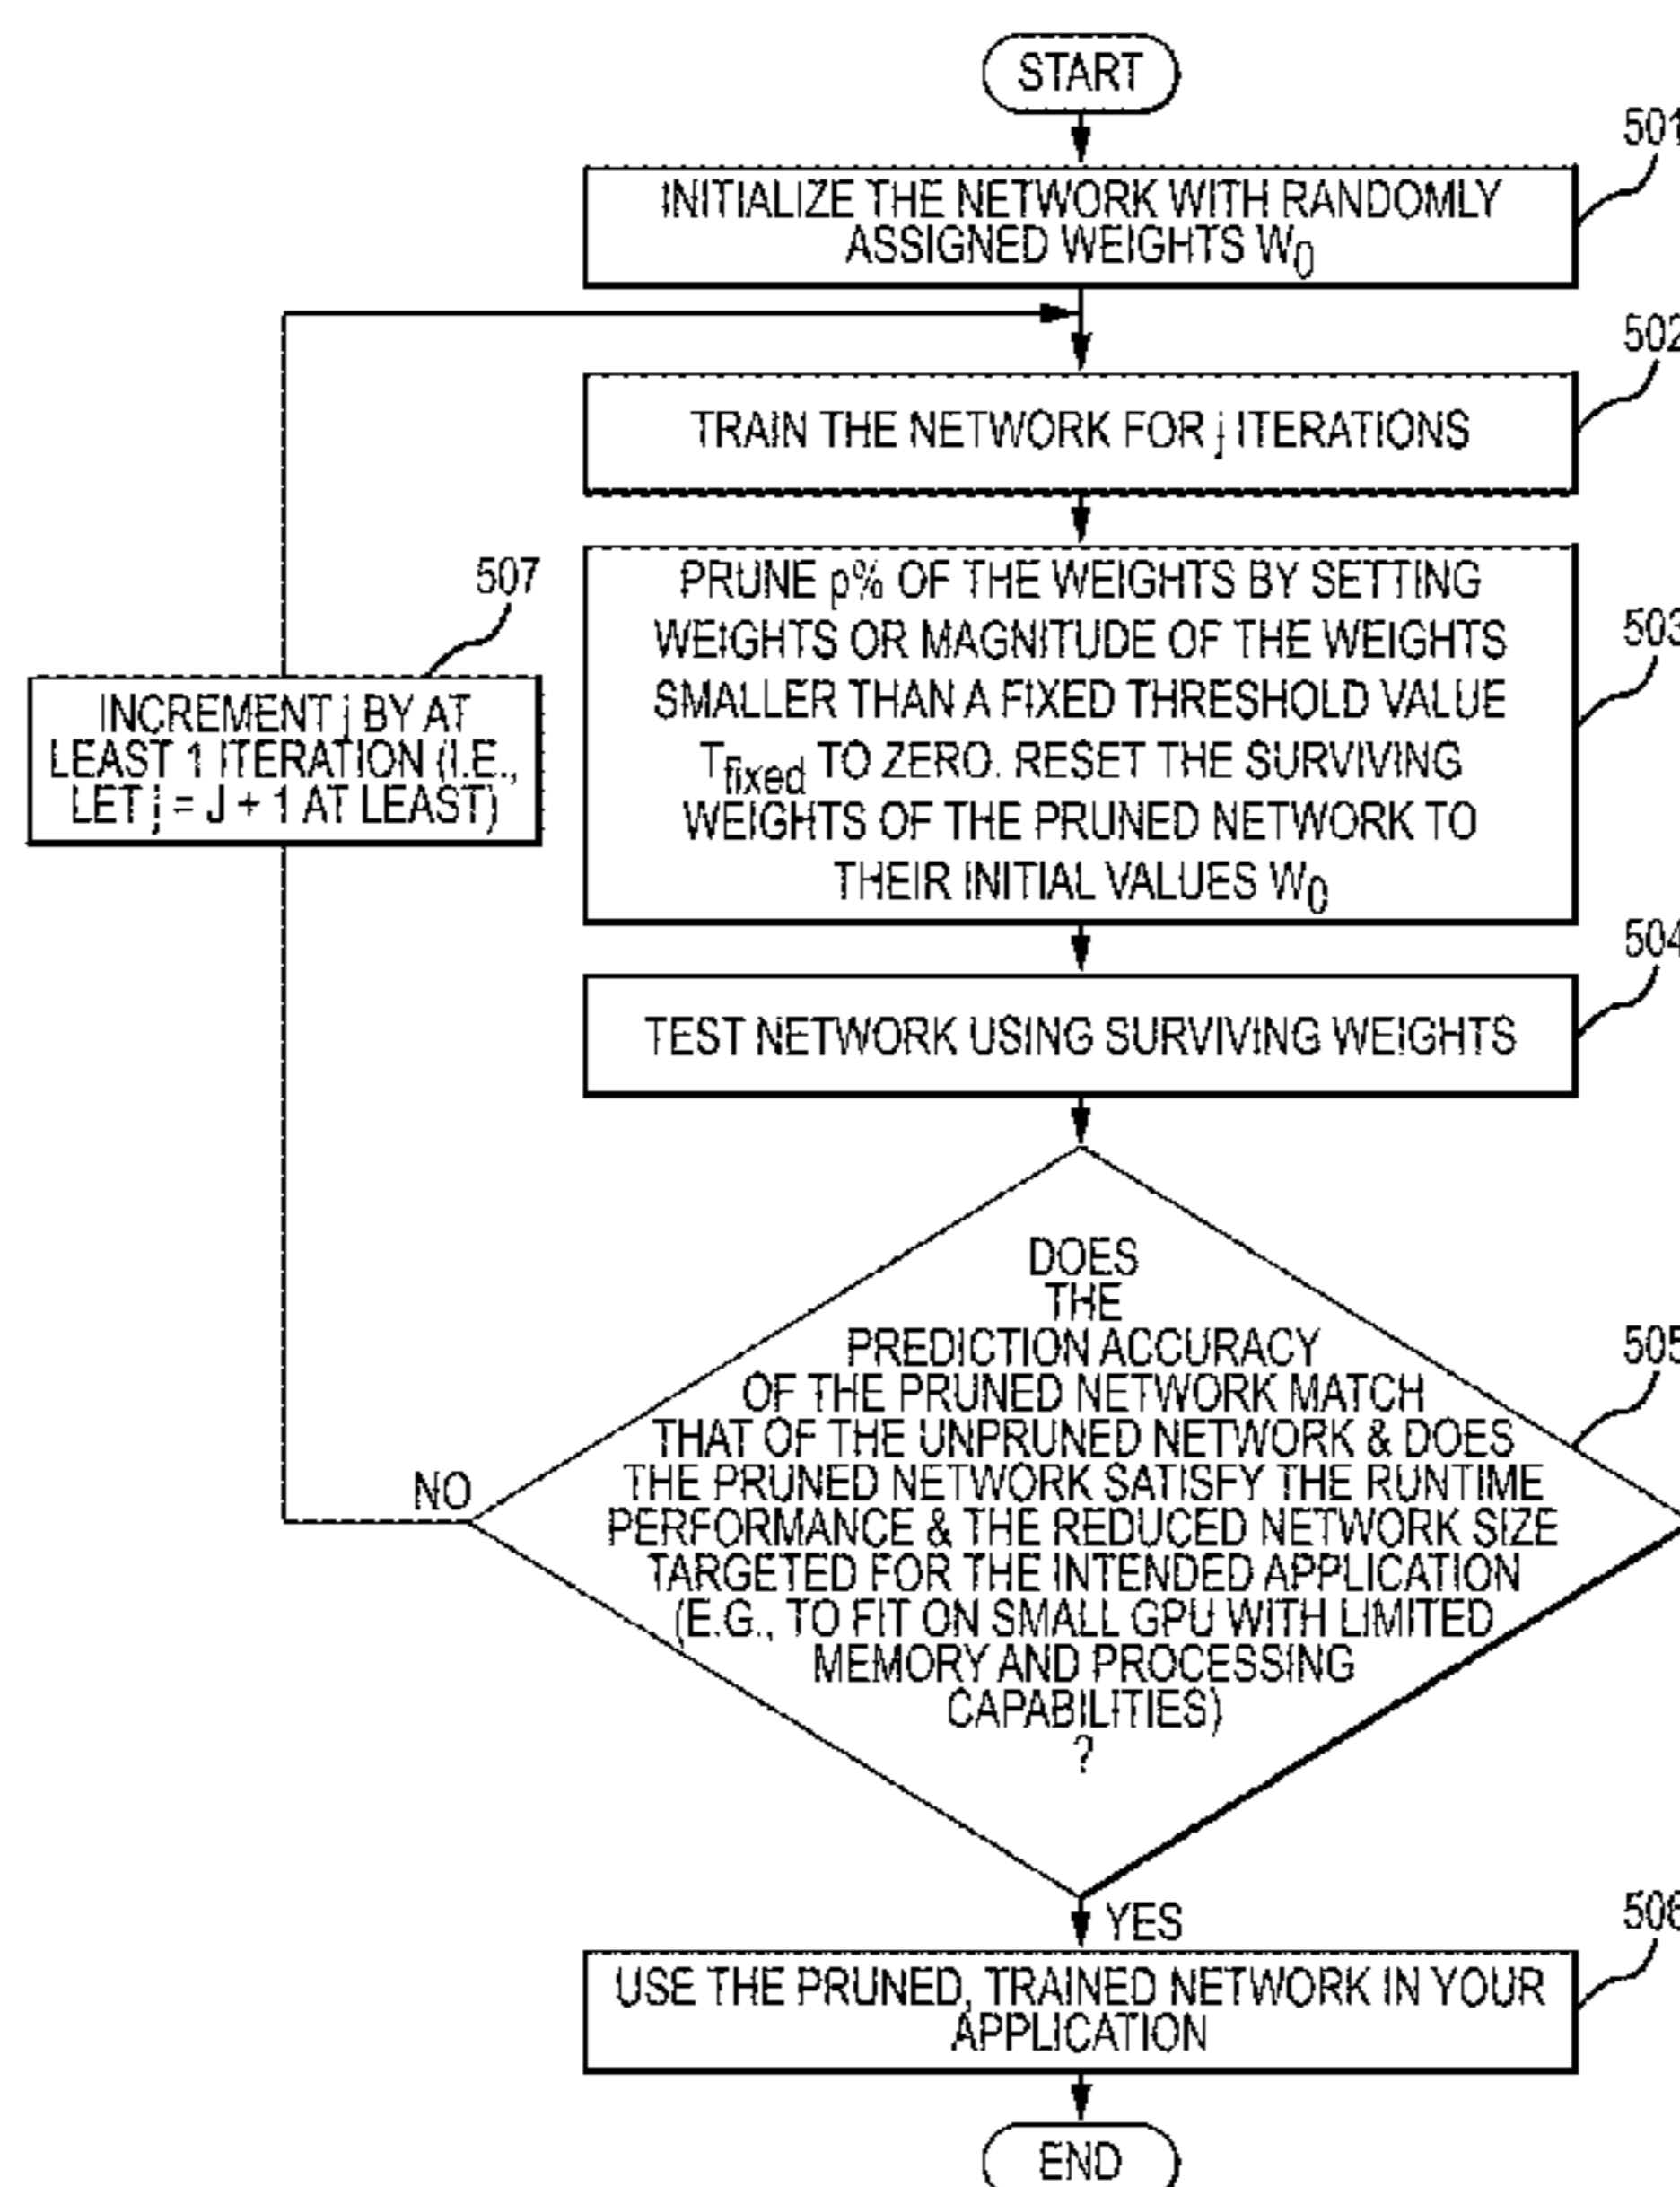 START
501
INITIALIZE THE NETWORK WITH RANDOMLY
ASSIGNED WEIGHTS W0
502
TRAIN THE NETWORK FOR j ITERATIONS
507
INCREMENT j BY AT
LEAST 1 ITERATION (I.E.,
LET j = J + 1 AT LEAST)
503
PRUNE p% OF THE WEIGHTS BY SETTING
WEIGHTS OR MAGNITUDE OF THE WEIGHTS
SMALLER THAN A FIXED THRESHOLD VALUE
Tfixed TO ZERO. RESET THE SURVIVING
WEIGHTS OF THE PRUNED NETWORK TO
THEIR INITIAL VALUES W0
504
TEST NETWORK USING SURVIVING WEIGHTS
505
DOES
THE
PREDICTION ACCURACY
OF THE PRUNED NETWORK MATCH
THAT OF THE UNPRUNED NETWORK & DOES
THE PRUNED NETWORK SATISFY THE RUNTIME
PERFORMANCE & THE REDUCED NETWORK SIZE
TARGETED FOR THE INTENDED APPLICATION
(E.G., TO FIT ON SMALL GPU WITH LIMITED
MEMORY AND PROCESSING
CAPABILITIES)
?
NO
YES
506
USE THE PRUNED, TRAINED NETWORK IN YOUR
APPLICATION
END